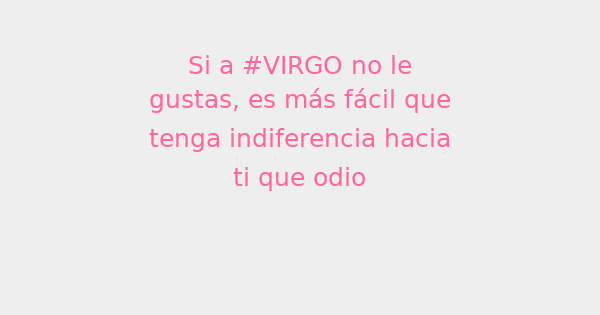 Si a #VIRGO no le
gustas, es más fácil que
tenga indiferencia hacia
ti que odio